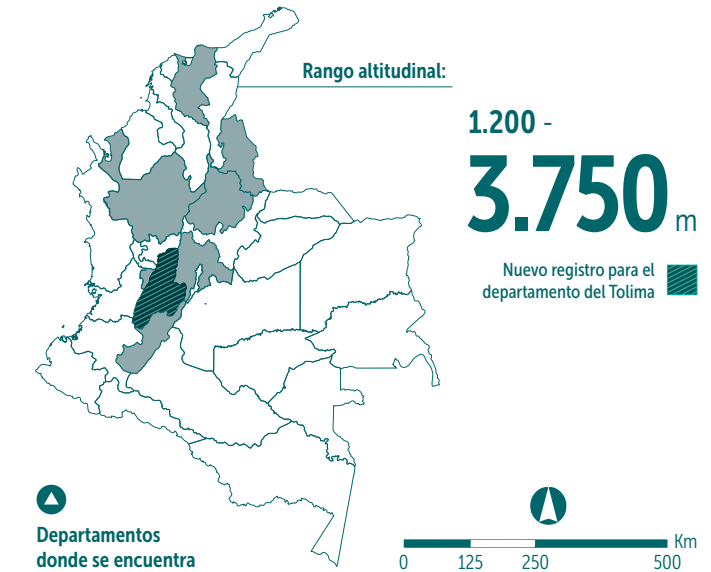 Rango altitudinal:
1.200 -
3.750 m
Nuevo registro para el
departamento del Tolima
Departamentos
donde se encuentra
Km
0 125 250 500